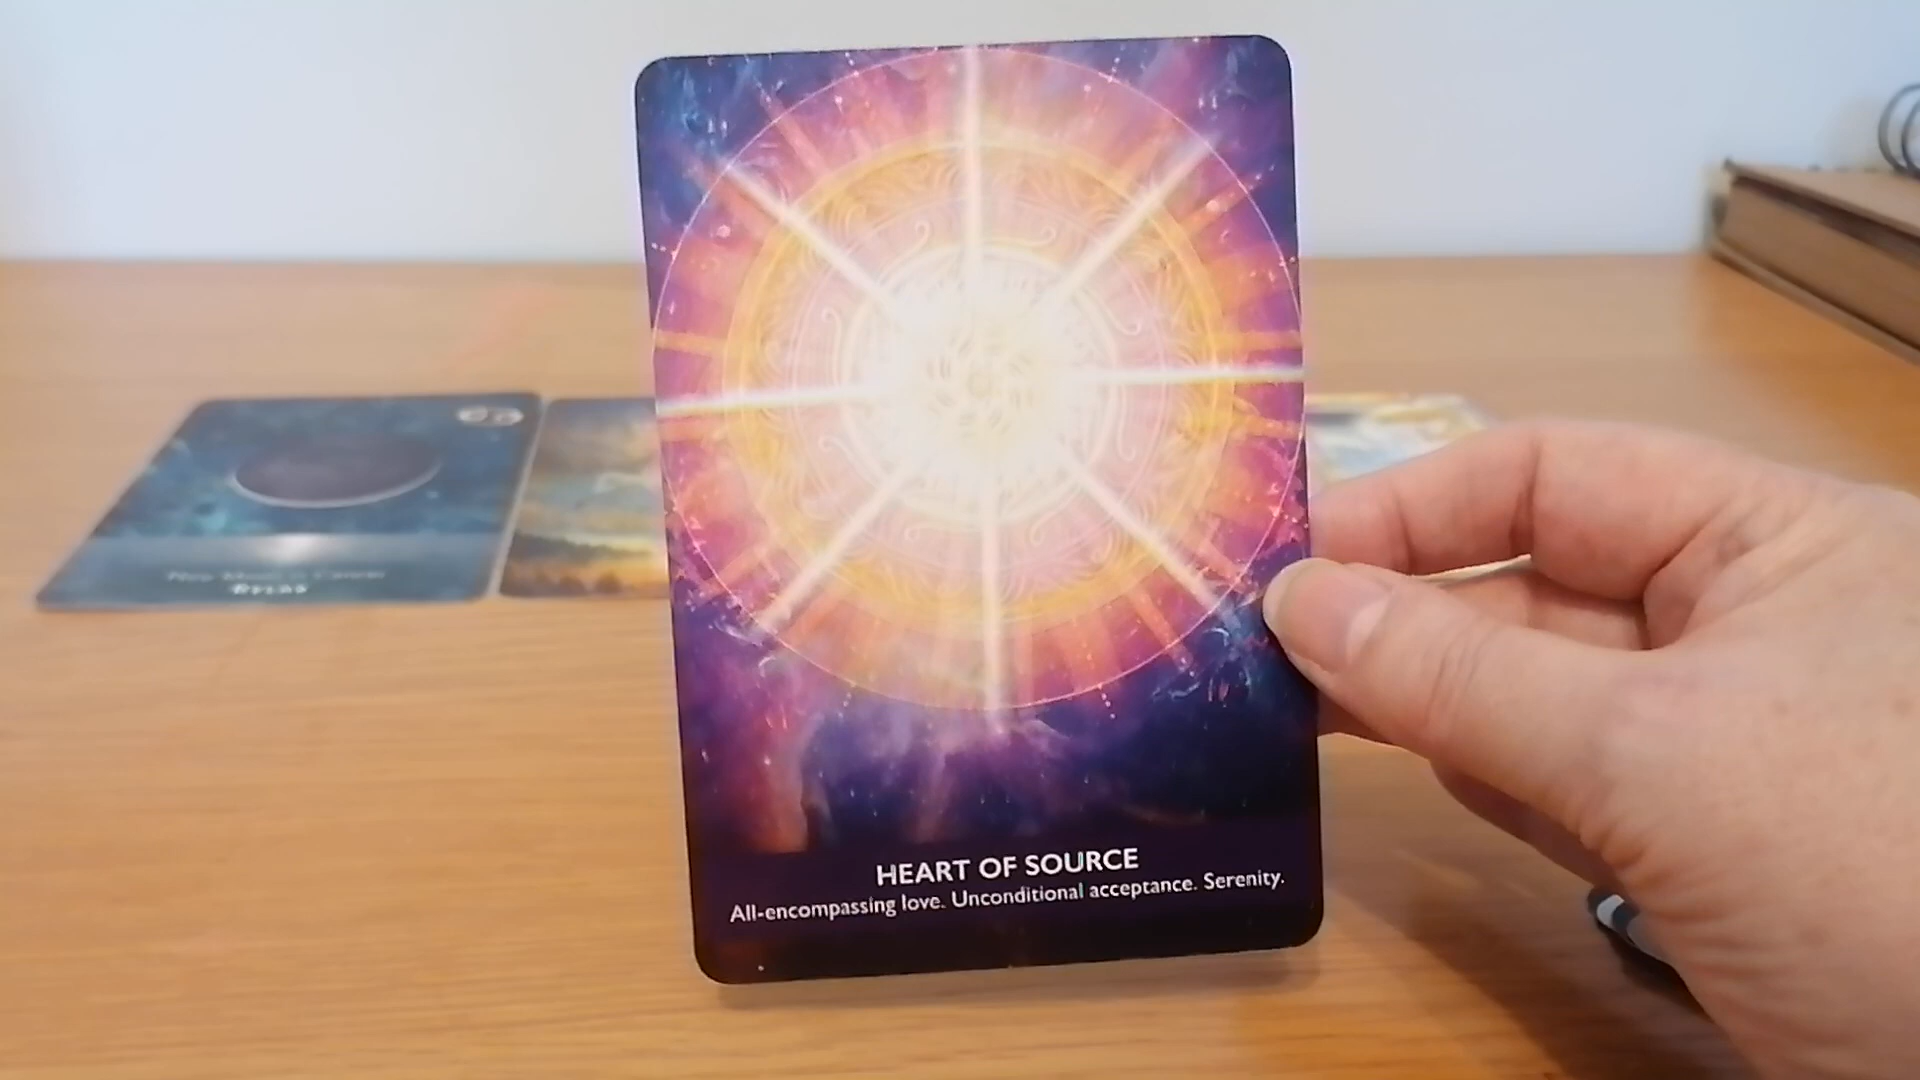 HEART OF SOURCE
All-encompassing love. Unconditional acceptance. Serenity.